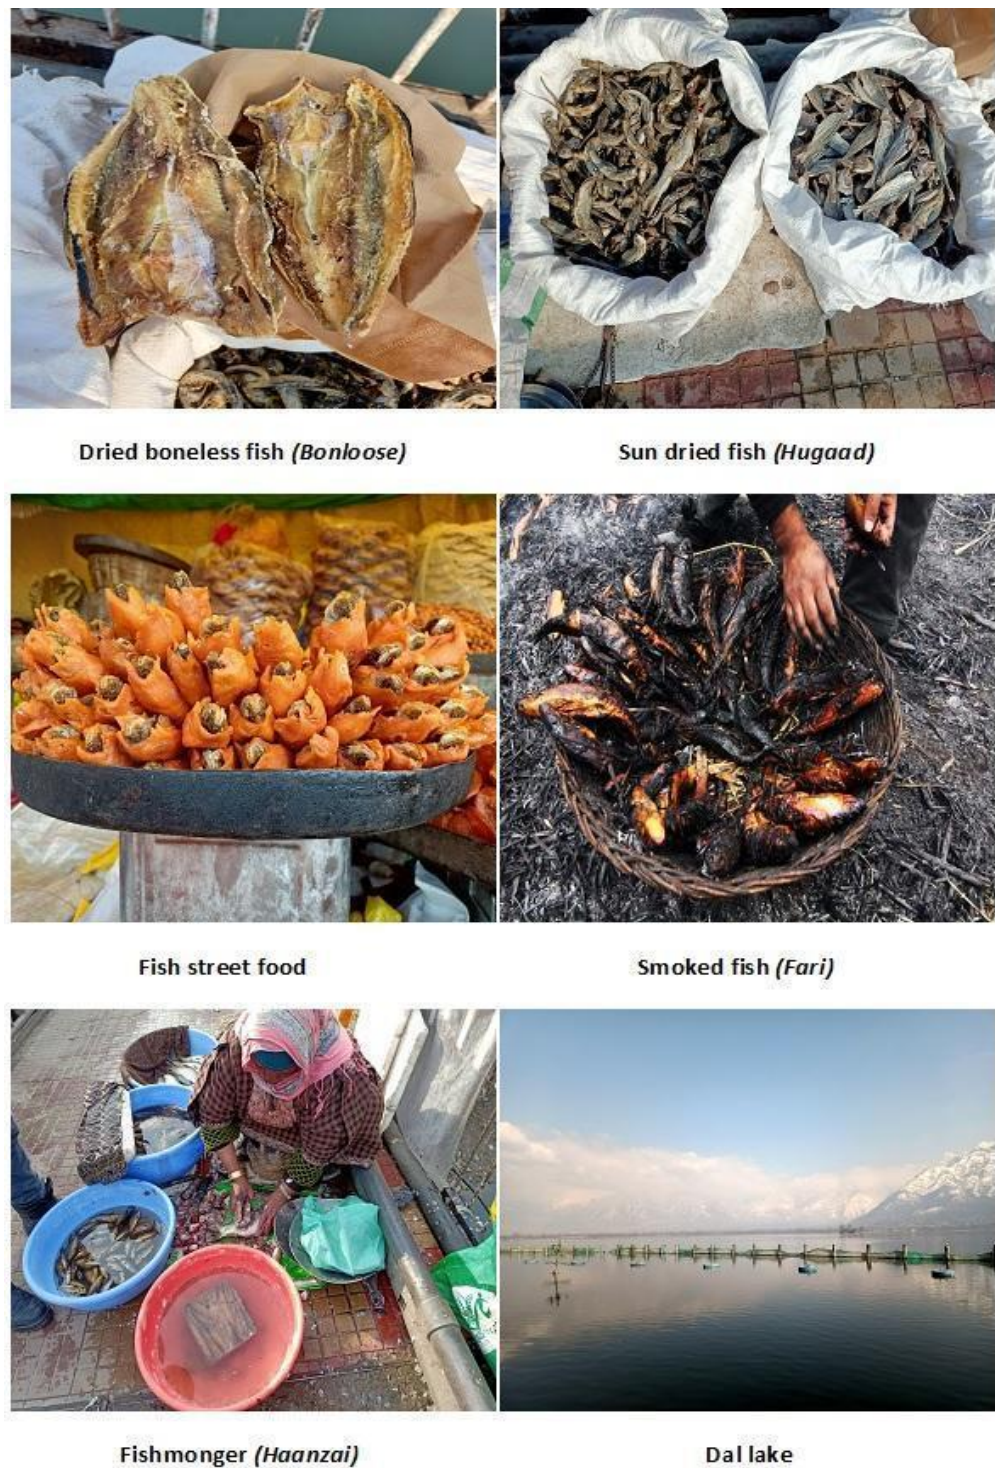 Dried boneless fish (Bonloose)
Sun dried fish (Hugaad)
Fish street food
Smoked fish (Fari)
Fishmonger (Haanzai)
Dal lake